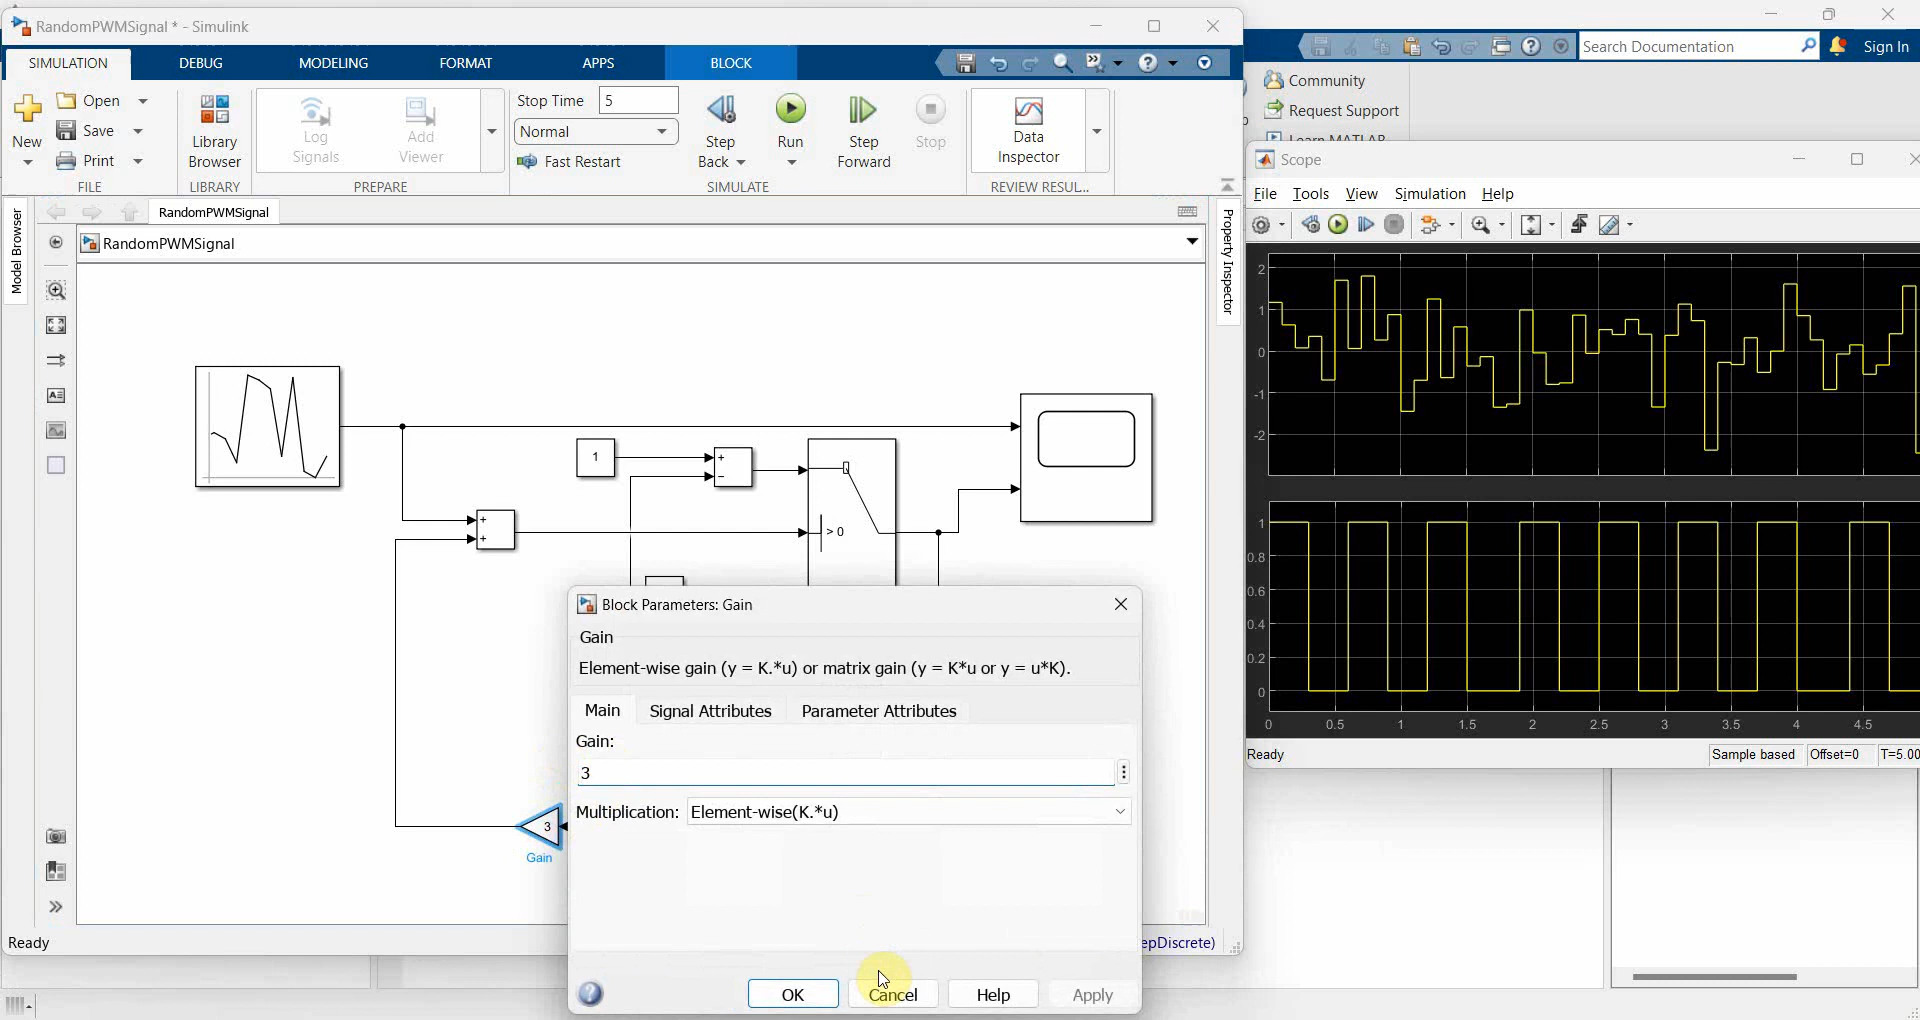 RandomPWMSignal * - Simulink
SIMULATION DEBUG MODELING FORMAT APPS BLOCK
Search Documentation Sign In
New
Open
Save
Print
FILE
Library
Browser
LIBRARY
Log
Signals
Add
Viewer
PREPARE
Stop Time 5
Normal
Fast Restart
Step
Back
Run
Step
Forward
Stop
SIMULATE
Data
Inspector
REVIEW RESUL...
Community
Request Support
Learn MATLAB
Model Browser
RandomPWMSignal
RandomPWMSignal
Property Inspector
1
+
−
+
+
> 0
3
Gain
Ready
epDiscrete)
Block Parameters: Gain
Gain
Element-wise gain (y = K.*u) or matrix gain (y = K*u or y = u*K).
Main Signal Attributes Parameter Attributes
Gain:
3
Multiplication: Element-wise(K.*u)
OK Cancel Help Apply
Scope
File Tools View Simulation Help
2
1
0
-1
-2
1
0.8
0.6
0.4
0.2
0
0 0.5 1 1.5 2 2.5 3 3.5 4 4.5
Ready Sample based Offset=0 T=5.00